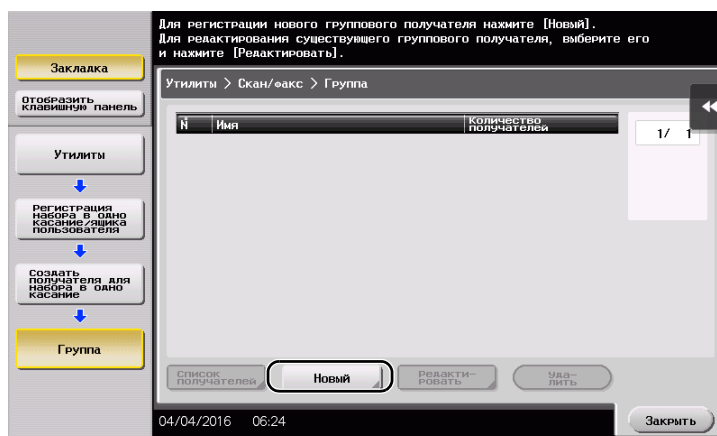 Для регистрации нового группового получателя нажмите [Новый].
Для редактирования существующего группового получателя, выберите его
и нажмите [Редактировать].
Закладка
Отобразить
клавишную панель
Утилиты > Скан/факс > Группа
N
Имя
Количество
получателей
1/ 1
Утилиты
Регистрация
набора в одно
касание/ящика
пользователя
Создать
получателя для
набора в одно
касание
Группа
Список
получателей
Новый
Редакти-
ровать
Уда-
лить
04/04/2016 06:24
Закрыть